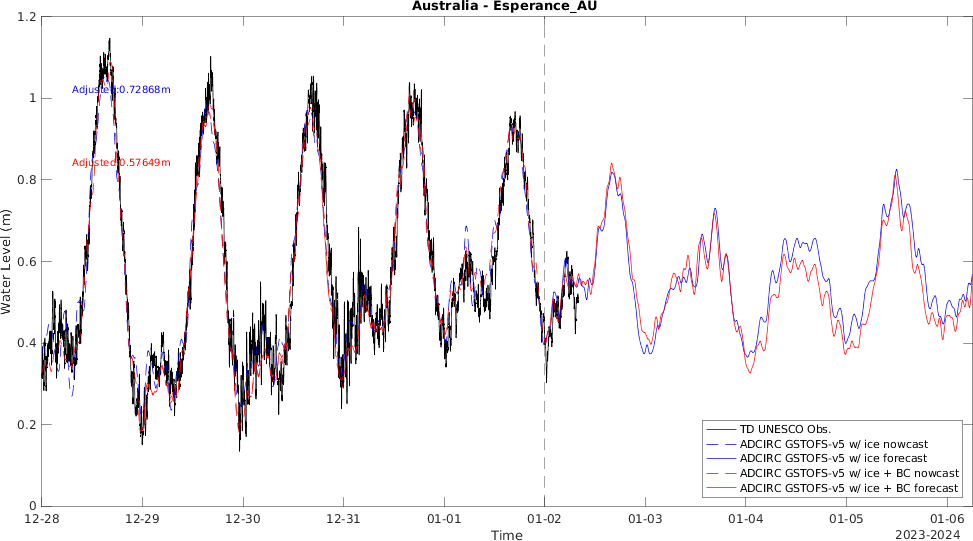 Australia - Esperance_AU
1.2
1
0.8
0.6
0.4
0.2
0
Water Level (m)
Adjusted:0.72868m
Adjusted:0.57649m
TD UNESCO Obs.
ADCIRC GSTOFS-v5 w/ ice nowcast
ADCIRC GSTOFS-v5 w/ ice forecast
ADCIRC GSTOFS-v5 w/ ice + BC nowcast
ADCIRC GSTOFS-v5 w/ ice + BC forecast
12-28 12-29 12-30 12-31 01-01 01-02 01-03 01-04 01-05 01-06
Time
2023-2024